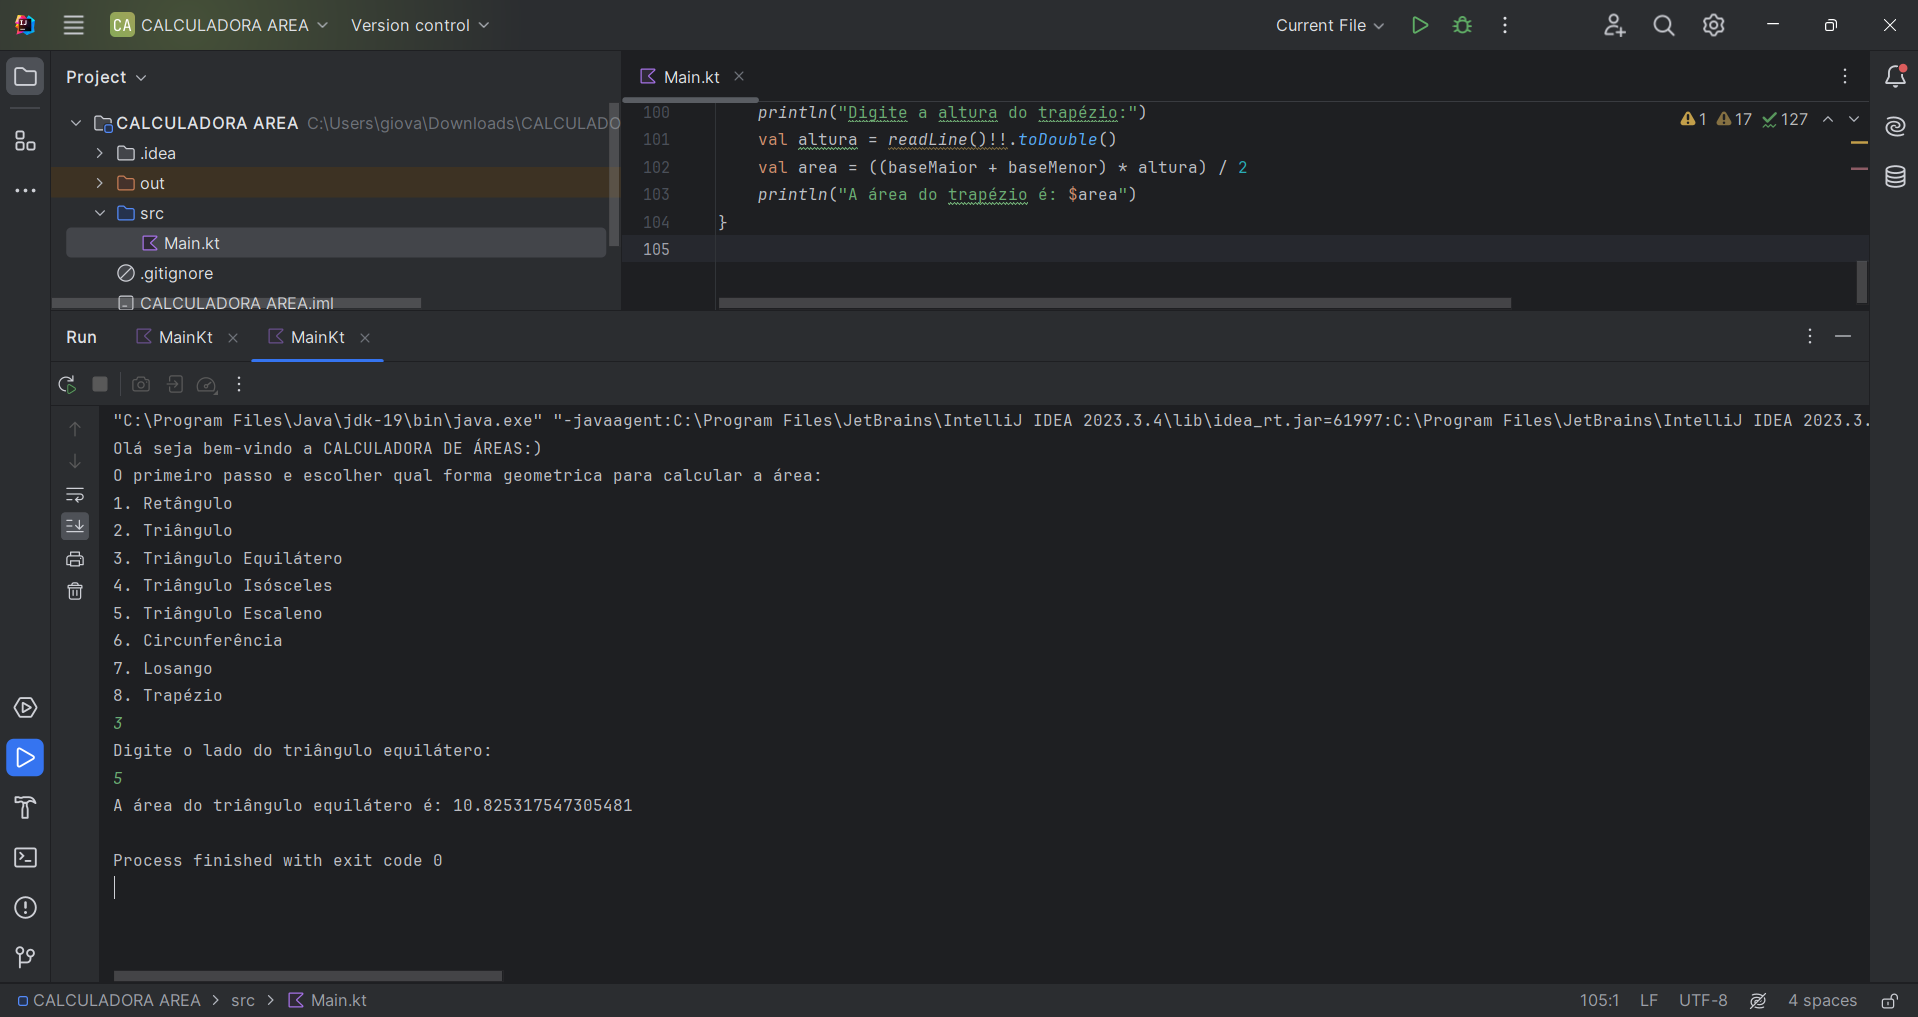 CA CALCULADORA AREA Version control Current File
Project
Main.kt
CALCULADORA AREA C:\Users\giova\Downloads\CALCULADO
.idea
out
src
Main.kt
.gitignore
CALCULADORA AREA.iml
1 17 127
100 println("Digite a altura do trapézio:")
101 val altura = readLine()!!.toDouble()
102 val area = ((baseMaior + baseMenor) * altura) / 2
103 println("A área do trapézio é: $area")
104 }
105
Run MainKt MainKt
"C:\Program Files\Java\jdk-19\bin\java.exe" "-javaagent:C:\Program Files\JetBrains\IntelliJ IDEA 2023.3.4\lib\idea_rt.jar=61997:C:\Program Files\JetBrains\IntelliJ IDEA 2023.3.
Olá seja bem-vindo a CALCULADORA DE ÁREAS:)
O primeiro passo e escolher qual forma geometrica para calcular a área:
1. Retângulo
2. Triângulo
3. Triângulo Equilátero
4. Triângulo Isósceles
5. Triângulo Escaleno
6. Circunferência
7. Losango
8. Trapézio
3
Digite o lado do triângulo equilátero:
5
A área do triângulo equilátero é: 10.825317547305481
Process finished with exit code 0
CALCULADORA AREA > src > Main.kt 105:1 LF UTF-8 4 spaces